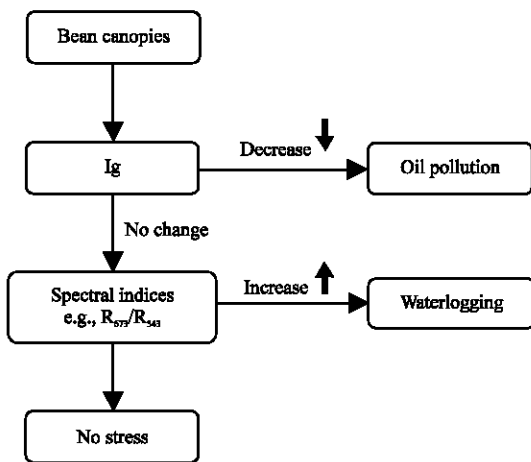 Bean canopies
Decrease
Ig
Oil pollution
No change
Spectral indices
e.g., R673/R543
Increase
Waterlogging
No stress